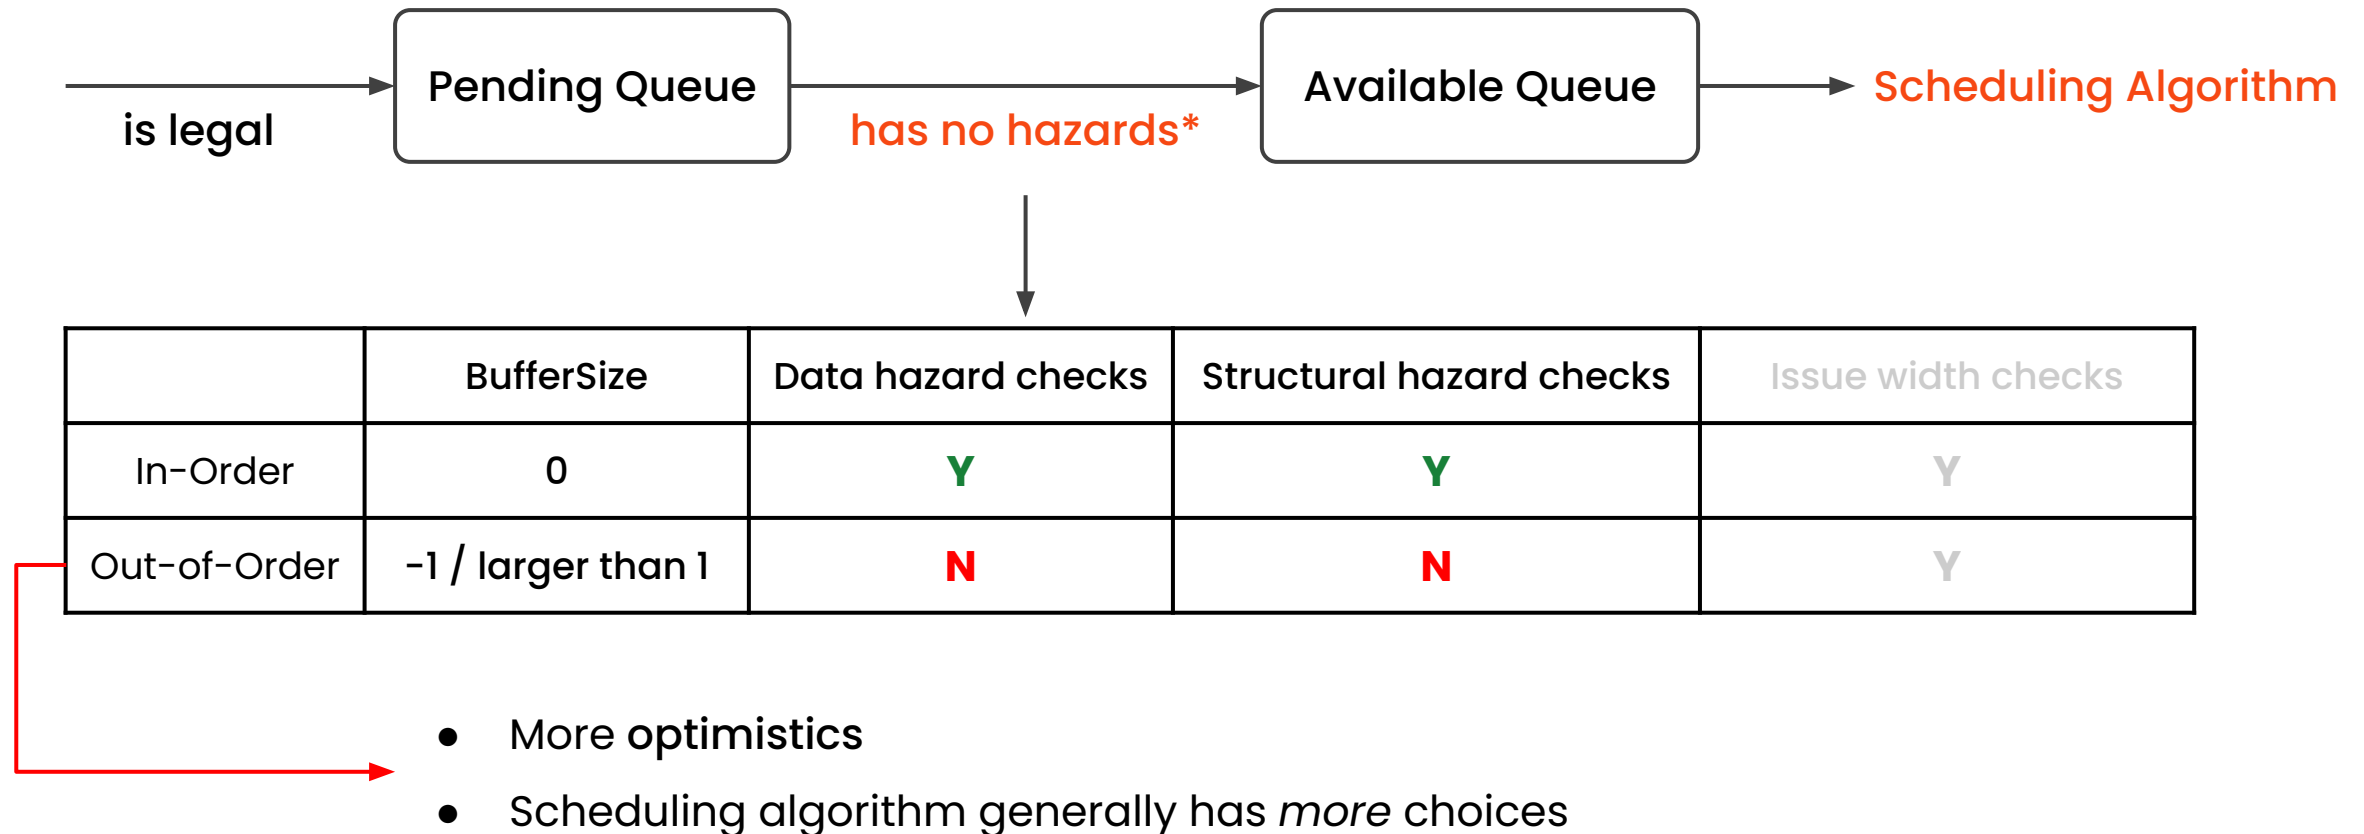 Pending Queue
Available Queue
Scheduling Algorithm
is legal
has no hazards*
BufferSize
Data hazard checks
Structural hazard checks
Issue width checks
In-Order
0
Y
Y
Y
Out-of-Order
-1 / larger than 1
N
N
Y
● More optimistics
● Scheduling algorithm generally has more choices